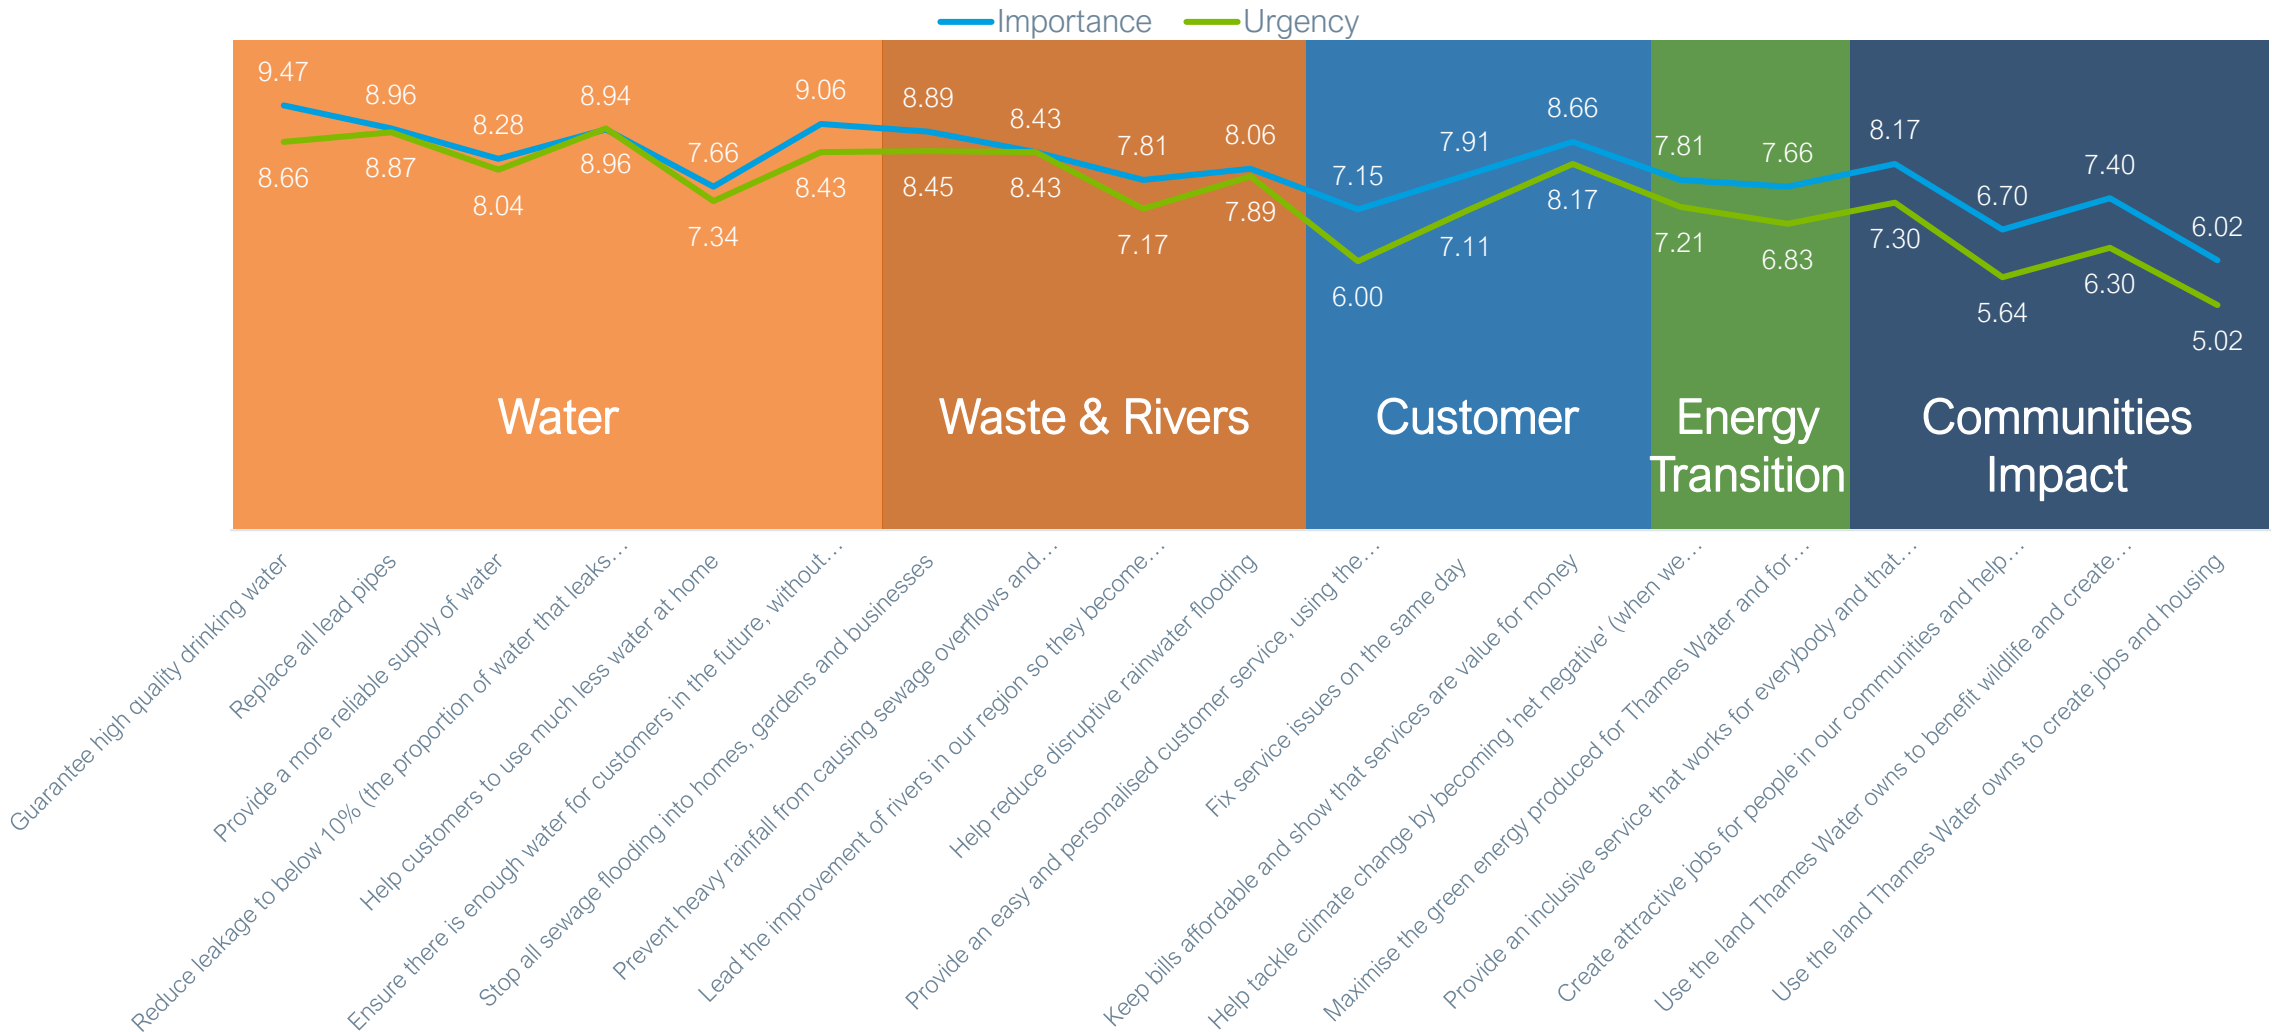 Importance Urgency
9.47 8.96 8.28 8.94 7.66 9.06 8.89 8.43 7.81 8.06 7.15 7.91 8.66 7.81 7.66 8.17 6.70 7.40 6.02
8.66 8.87 8.04 8.96 7.34 8.43 8.45 8.43 7.17 7.89 6.00 7.11 8.17 7.21 6.83 7.30 5.64 6.30 5.02
Water
Waste & Rivers
Customer
Energy
Transition
Communities
Impact
Guarantee high quality drinking water
Replace all lead pipes
Provide a more reliable supply of water
Reduce leakage to below 10% (the proportion of water that leaks…
Help customers to use much less water at home
Ensure there is enough water for customers in the future, without…
Stop all sewage flooding into homes, gardens and businesses
Prevent heavy rainfall from causing sewage overflows and…
Lead the improvement of rivers in our region so they become…
Help reduce disruptive rainwater flooding
Provide an easy and personalised customer service, using the…
Fix service issues on the same day
Keep bills affordable and show that services are value for money
Help tackle climate change by becoming 'net negative' (when we…
Maximise the green energy produced for Thames Water and for…
Provide an inclusive service that works for everybody and that…
Create attractive jobs for people in our communities and help…
Use the land Thames Water owns to benefit wildlife and create…
Use the land Thames Water owns to create jobs and housing